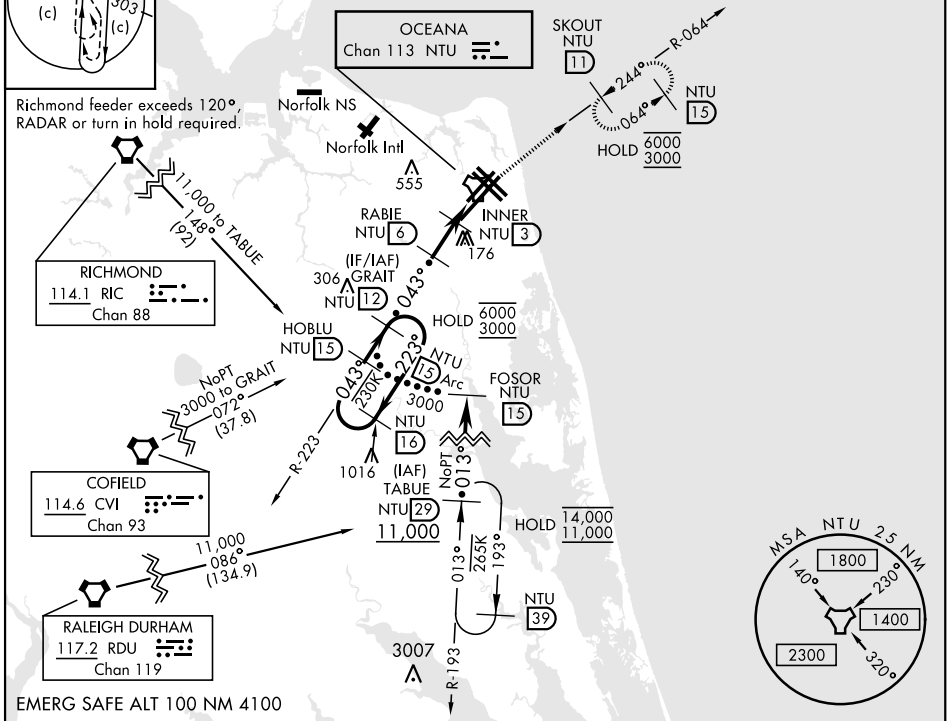 (c)
303
(c)
OCEANA
Chan 113 NTU
SKOUT
NTU
11
R-064
244°
064°
NTU
15
HOLD 6000
3000
Richmond feeder exceeds 120°,
RADAR or turn in hold required.
Norfolk NS
Norfolk Intl
555
11,000 to TABUE
148°
(92)
RICHMOND
114.1 RIC
Chan 88
RABIE
NTU 6
INNER
NTU 3
176
(IF/IAF)
GRAIT
306
NTU 12
043°
HOLD 6000
3000
HOBLU
NTU 15
043°
230K
223°
NTU
15 Arc
3000
FOSOR
NTU
15
NoPT
3000 to GRAIT
072°
(37.8)
NTU
16
R-223
1016
NoPT
013°
COFIELD
114.6 CVI
Chan 93
(IAF)
TABUE
NTU 29
11,000
HOLD 14,000
11,000
013°
265K
193°
NTU
39
11,000
086°
(134.9)
RALEIGH DURHAM
117.2 RDU
Chan 119
3007
R-193
MSA NTU 25 NM
1800
140°
230°
1400
2300
320°
EMERG SAFE ALT 100 NM 4100